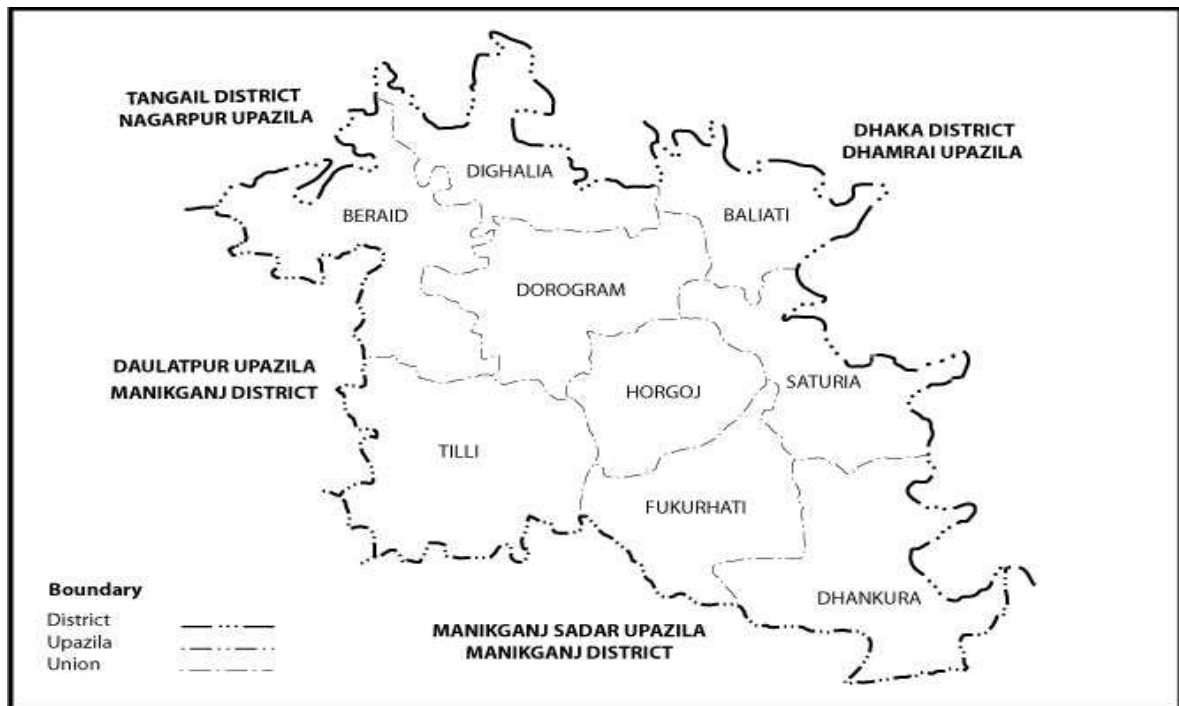 TANGAIL DISTRICT
NAGARPUR UPAZILA
DHAKA DISTRICT
DHAMRAI UPAZILA
DIGHALIA
BERAID
BALIATI
DOROGRAM
DAULATPUR UPAZILA
MANIKGANJ DISTRICT
HORGOJ
SATURIA
TILLI
FUKURHATI
DHANKURA
Boundary
District
Upazila
Union
MANIKGANJ SADAR UPAZILA
MANIKGANJ DISTRICT